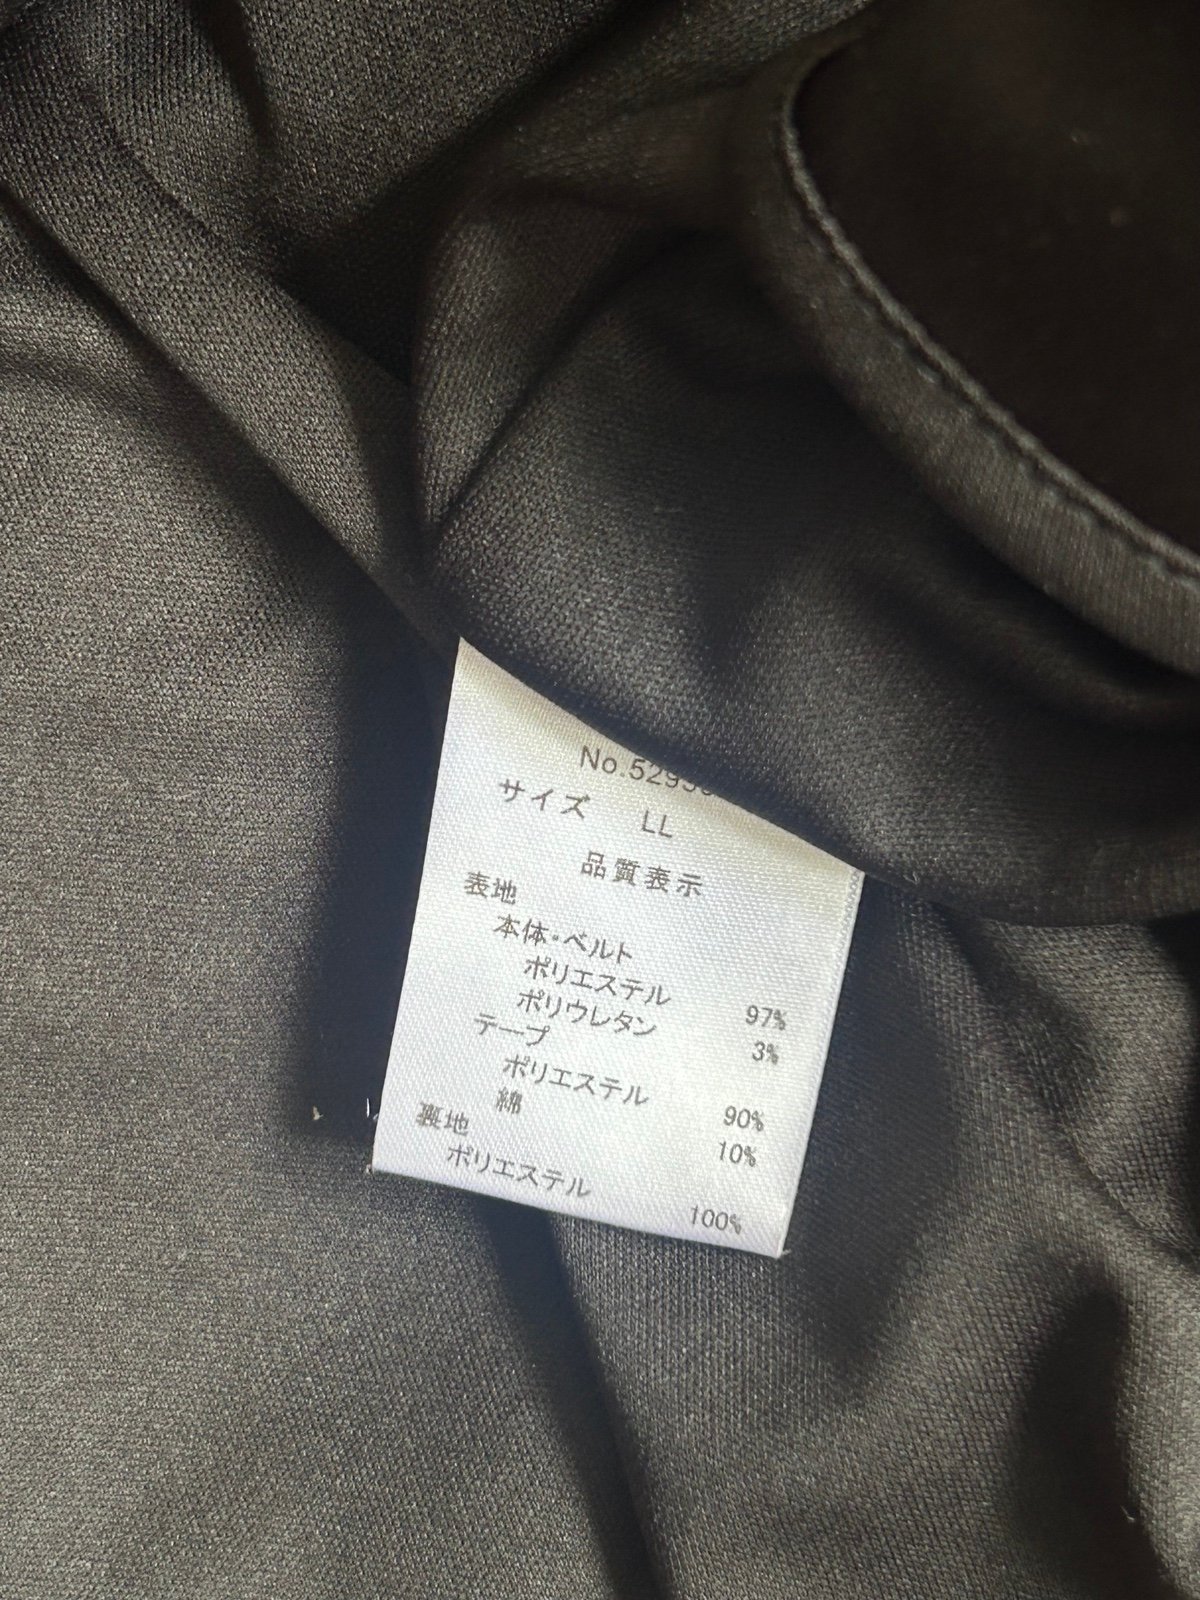 サイズ LL
品質表示
表地
本体・ベルト
ポリエステル 97%
ポリウレタン 3%
テープ
ポリエステル 90%
綿 10%
裏地
ポリエステル 100%